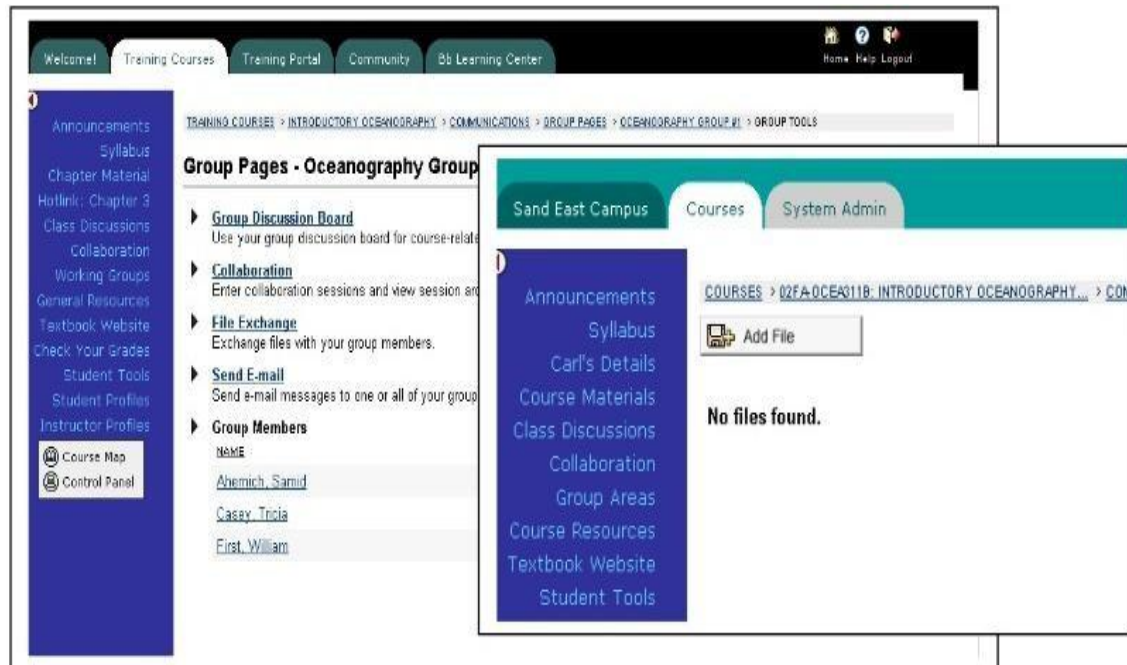 Welcome!
Training Courses
Training Portal
Community
Bb Learning Center
Home Help Logout
Announcements
Syllabus
Chapter Material
Hotlink: Chapter 3
Class Discussions
Collaboration
Working Groups
General Resources
Textbook Website
Check Your Grades
Student Tools
Student Profiles
Instructor Profiles
Course Map
Control Panel
TRAINING COURSES > INTRODUCTORY OCEANOGRAPHY > COMMUNICATIONS > GROUP PAGES > OCEANOGRAPHY GROUP #1 > GROUP TOOLS
Group Pages - Oceanography Group
Group Discussion Board
Use your group discussion board for course-relate
Collaboration
Enter collaboration sessions and view session
File Exchange
Exchange files with your group members.
Send E-mail
Send e-mail messages to one or all of your group
Group Members
NAME
Ahemich, Samid
Casey, Tricia
First, William
Sand East Campus
Courses
System Admin
Announcements
Syllabus
Carl's Details
Course Materials
Class Discussions
Collaboration
Group Areas
Course Resources
Textbook Website
Student Tools
COURSES > 02FA-OCEA311B: INTRODUCTORY OCEANOGRAPHY... >
Add File
No files found.